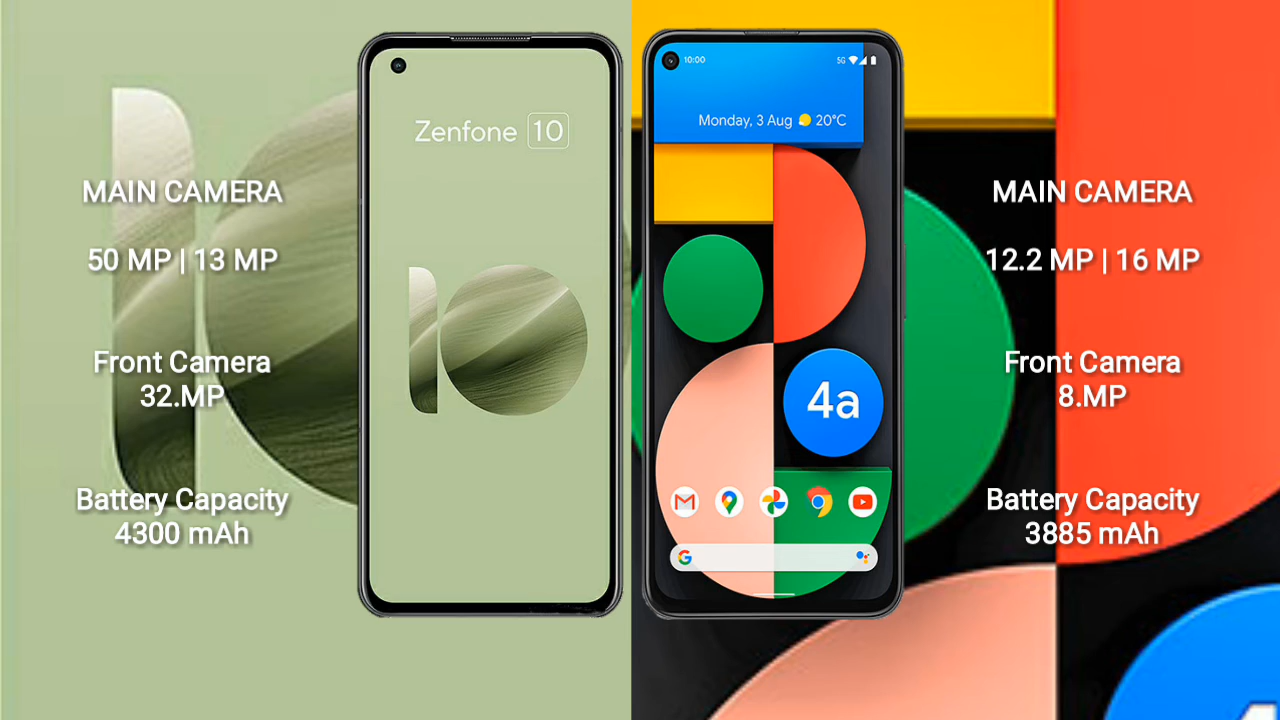 MAIN CAMERA
50 MP | 13 MP
Front Camera
32.MP
Battery Capacity
4300 mAh
Zenfone 10
10
10:00
5G
Monday, 3 Aug 20°C
4a
G
MAIN CAMERA
12.2 MP | 16 MP
Front Camera
8.MP
Battery Capacity
3885 mAh
10